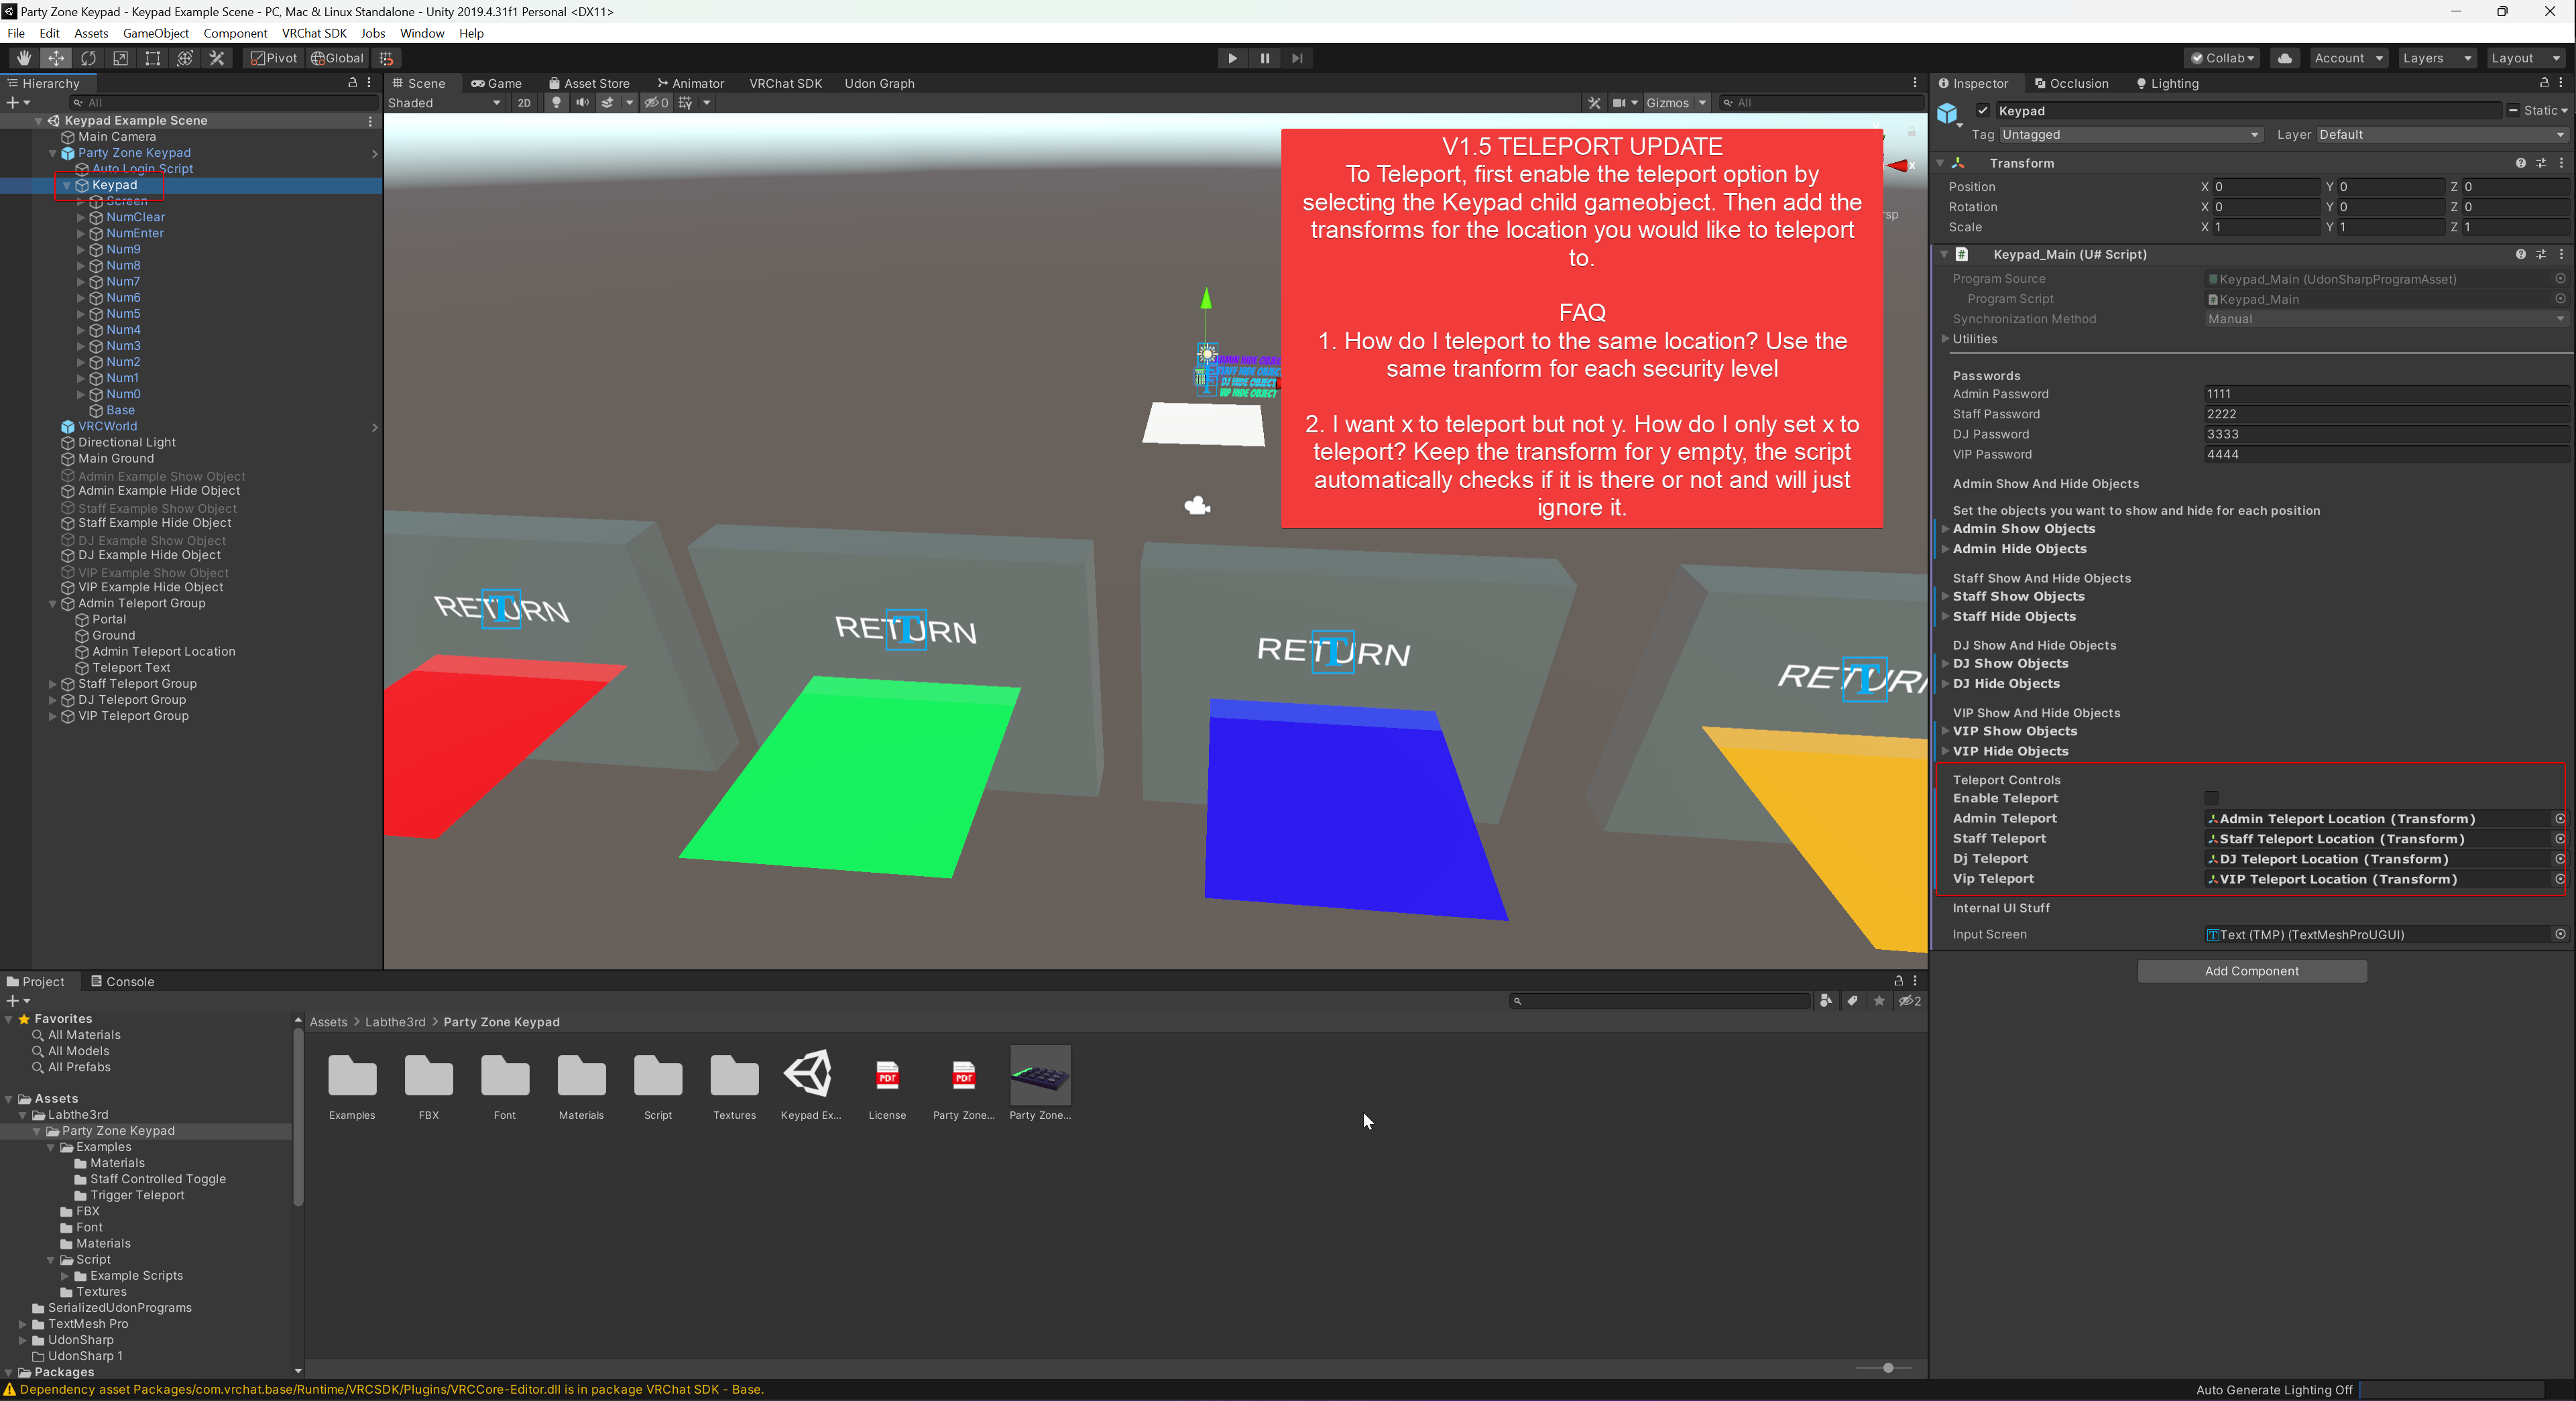 Party Zone Keypad - Keypad Example Scene - PC, Mac & Linux Standalone - Unity 2019.4.31f1 Personal <DX11>
File Edit Assets GameObject Component VRChat SDK Jobs Window Help
Pivot Global Collab Account Layers Layout
Hierarchy
All
Keypad Example Scene
Main Camera
Party Zone Keypad
Auto Login Script
Keypad
Screen
NumClear
NumEnter
Num9
Num8
Num7
Num6
Num5
Num4
Num3
Num2
Num1
Num0
Base
VRCWorld
Directional Light
Main Ground
Admin Example Show Object
Admin Example Hide Object
Staff Example Show Object
Staff Example Hide Object
DJ Example Show Object
DJ Example Hide Object
VIP Example Show Object
VIP Example Hide Object
Admin Teleport Group
Portal
Ground
Admin Teleport Location
Teleport Text
Staff Teleport Group
DJ Teleport Group
VIP Teleport Group
Scene Game Asset Store Animator VRChat SDK Udon Graph
Shaded 2D 0 Gizmos All
V1.5 TELEPORT UPDATE
To Teleport, first enable the teleport option by
selecting the Keypad child gameobject. Then add the
transforms for the location you would like to teleport
to.
FAQ
1. How do I teleport to the same location? Use the
same tranform for each security level
2. I want x to teleport but not y. How do I only set x to
teleport? Keep the transform for y empty, the script
automatically checks if it is there or not and will just
ignore it.
x
rsp
ADMIN HIDE OBJEC
STAFF HIDE OBJEC
DJ HIDE OBJECT
VIP HIDE OBJECT
RETURN
RETURN
RETURN
RETURN
Inspector Occlusion Lighting
Keypad Static
Tag Untagged Layer Default
Transform
Position X 0 Y 0 Z 0
Rotation X 0 Y 0 Z 0
Scale X 1 Y 1 Z 1
Keypad_Main (U# Script)
Program Source Keypad_Main (UdonSharpProgramAsset)
Program Script Keypad_Main
Synchronization Method Manual
Utilities
Passwords
Admin Password 1111
Staff Password 2222
DJ Password 3333
VIP Password 4444
Admin Show And Hide Objects
Set the objects you want to show and hide for each position
Admin Show Objects
Admin Hide Objects
Staff Show And Hide Objects
Staff Show Objects
Staff Hide Objects
DJ Show And Hide Objects
DJ Show Objects
DJ Hide Objects
VIP Show And Hide Objects
VIP Show Objects
VIP Hide Objects
Teleport Controls
Enable Teleport
Admin Teleport Admin Teleport Location (Transform)
Staff Teleport Staff Teleport Location (Transform)
Dj Teleport DJ Teleport Location (Transform)
Vip Teleport VIP Teleport Location (Transform)
Internal UI Stuff
Input Screen Text (TMP) (TextMeshProUGUI)
Add Component
Project Console
2
Favorites
All Materials
All Models
All Prefabs
Assets
Labthe3rd
Party Zone Keypad
Examples
Materials
Staff Controlled Toggle
Trigger Teleport
FBX
Font
Materials
Script
Example Scripts
Textures
SerializedUdonPrograms
TextMesh Pro
UdonSharp
UdonSharp 1
Packages
Assets > Labthe3rd > Party Zone Keypad
PDF PDF
Examples FBX Font Materials Script Textures Keypad Ex... License Party Zone... Party Zone...
Dependency asset Packages/com.vrchat.base/Runtime/VRCSDK/Plugins/VRCCore-Editor.dll is in package VRChat SDK - Base.
Auto Generate Lighting Off